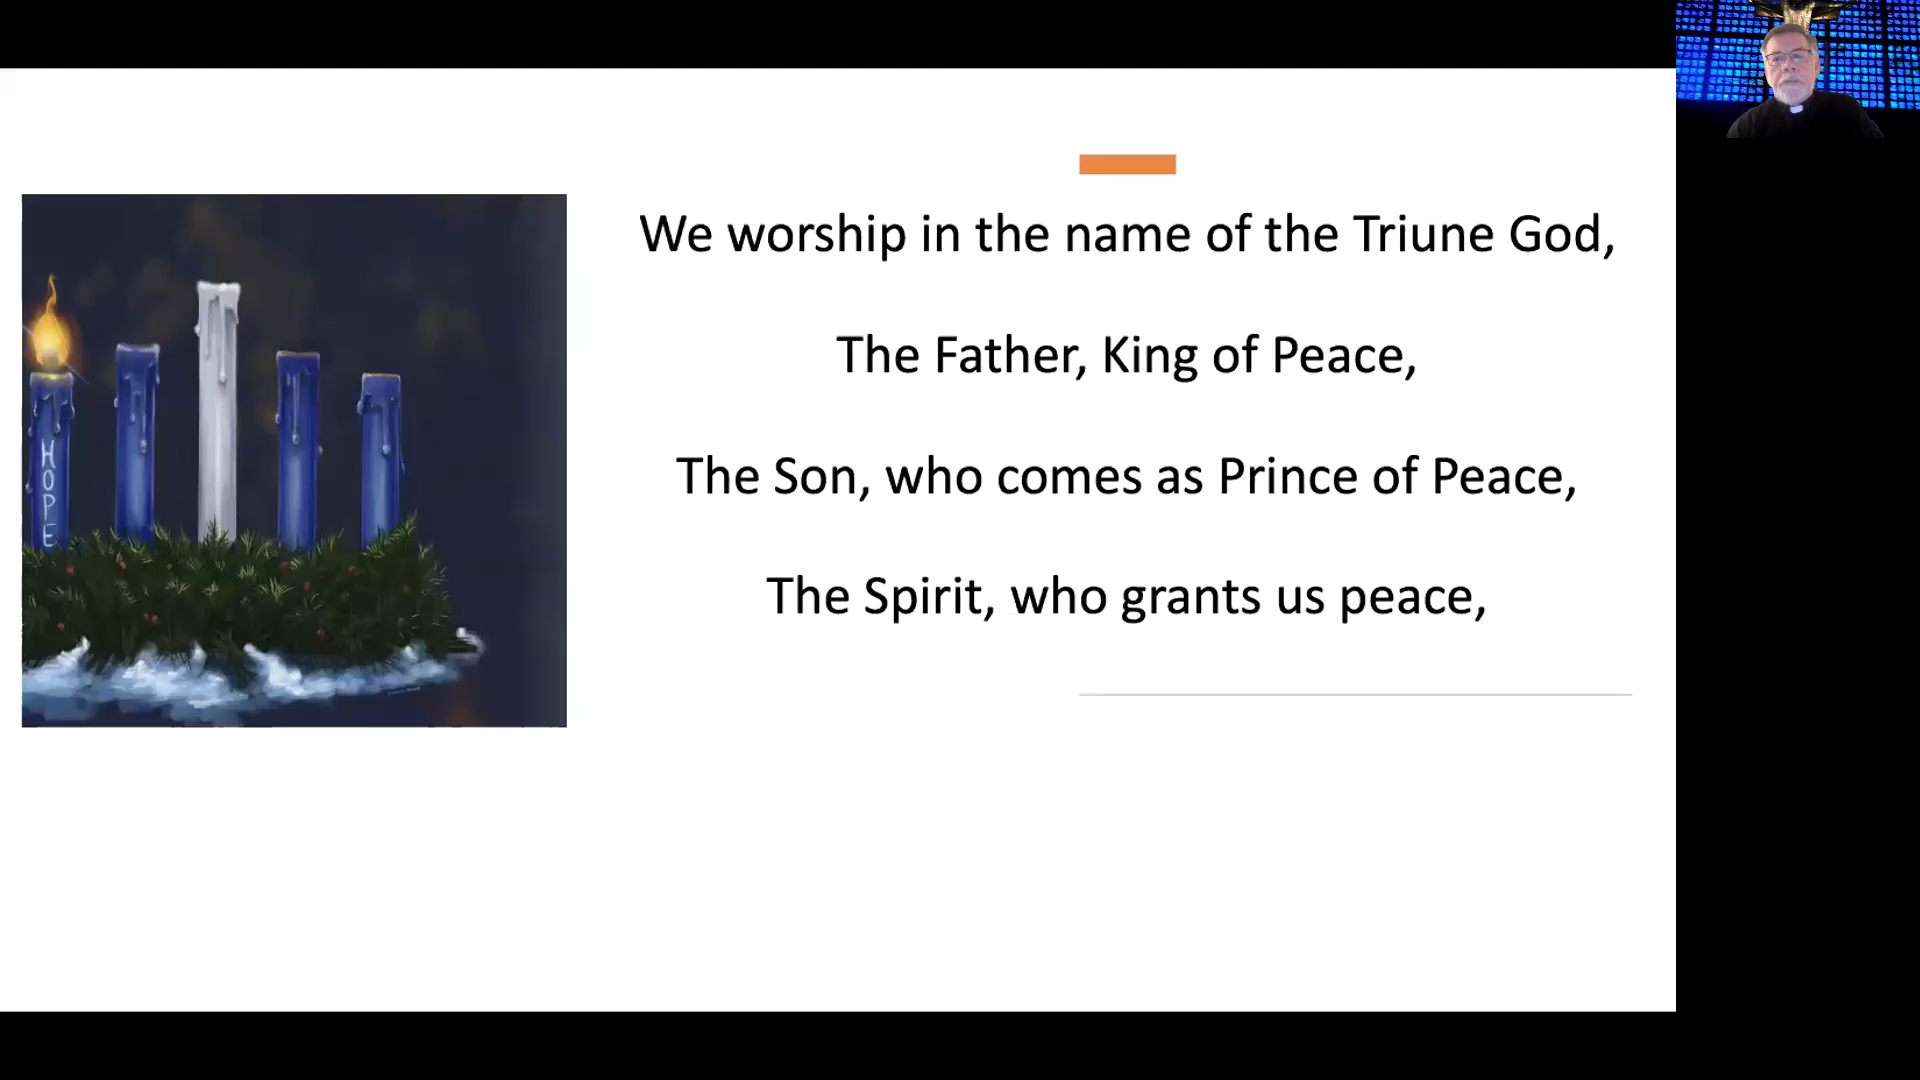 We worship in the name of the Triune God,
The Father, King of Peace,
The Son, who comes as Prince of Peace,
The Spirit, who grants us peace,
HOPE